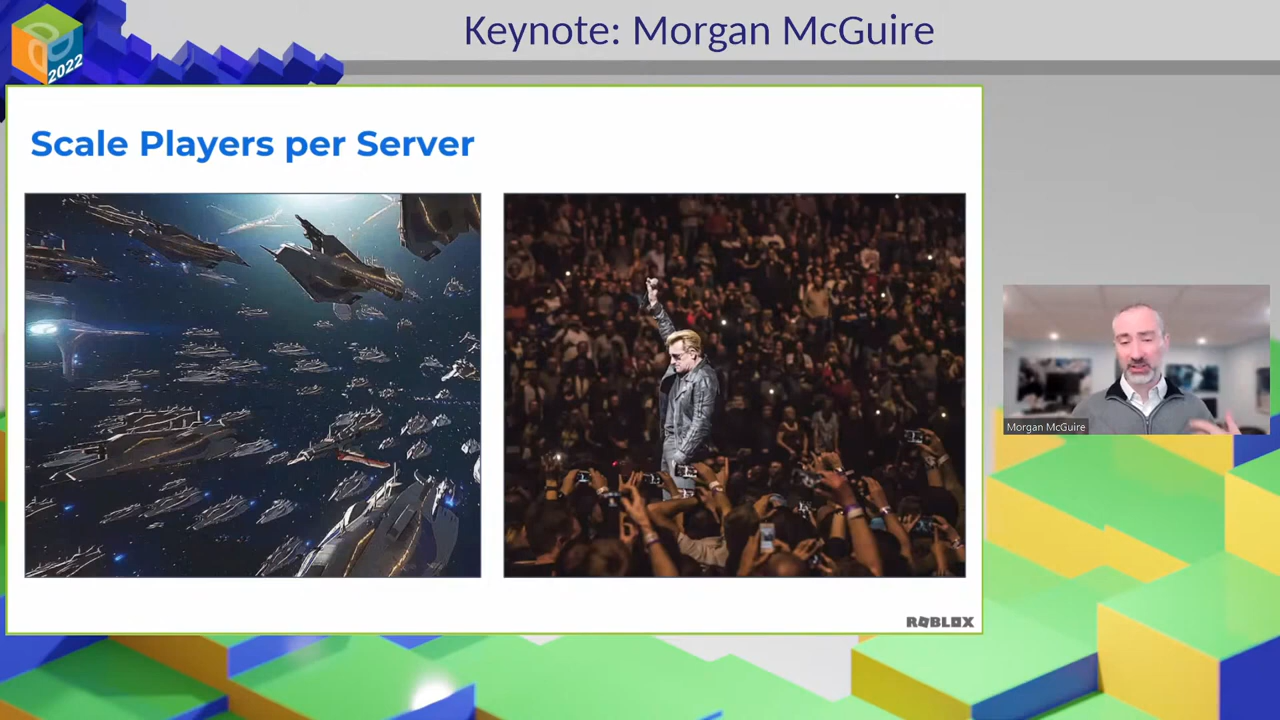 Keynote: Morgan McGuire
2022
Scale Players per Server
Morgan McGuire
ROBLOX